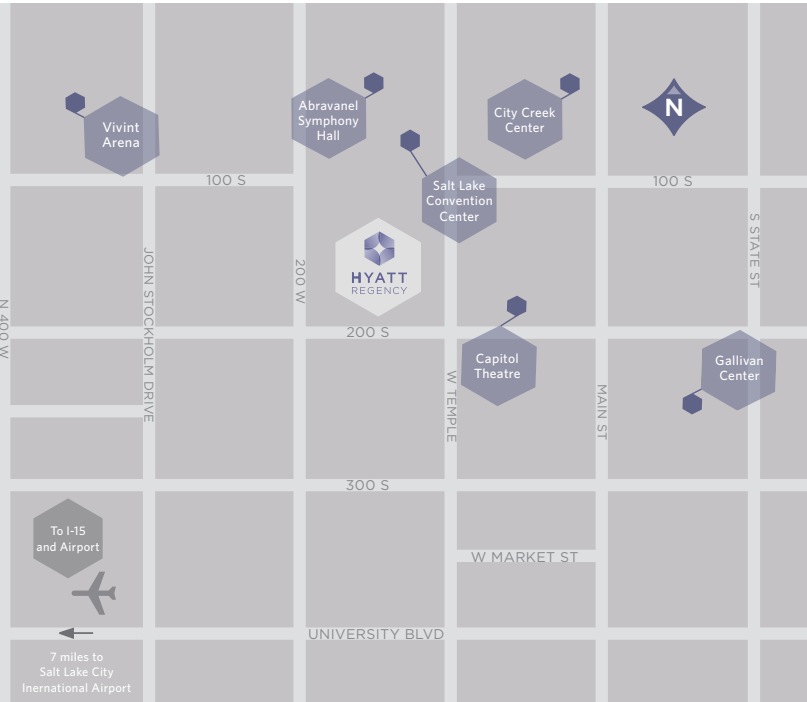 Vivint
Arena
Abravanel
Symphony
Hall
City Creek
Center
N
100 S
100 S
Salt Lake
Convention
Center
HYATT
REGENCY
JOHN STOCKHOLM DRIVE
200 W
S STATE ST
N 400 W
200 S
Capitol
Theatre
Gallivan
Center
W TEMPLE
MAIN ST
300 S
To I-15
and Airport
W MARKET ST
UNIVERSITY BLVD
7 miles to
Salt Lake City
Inernational Airport